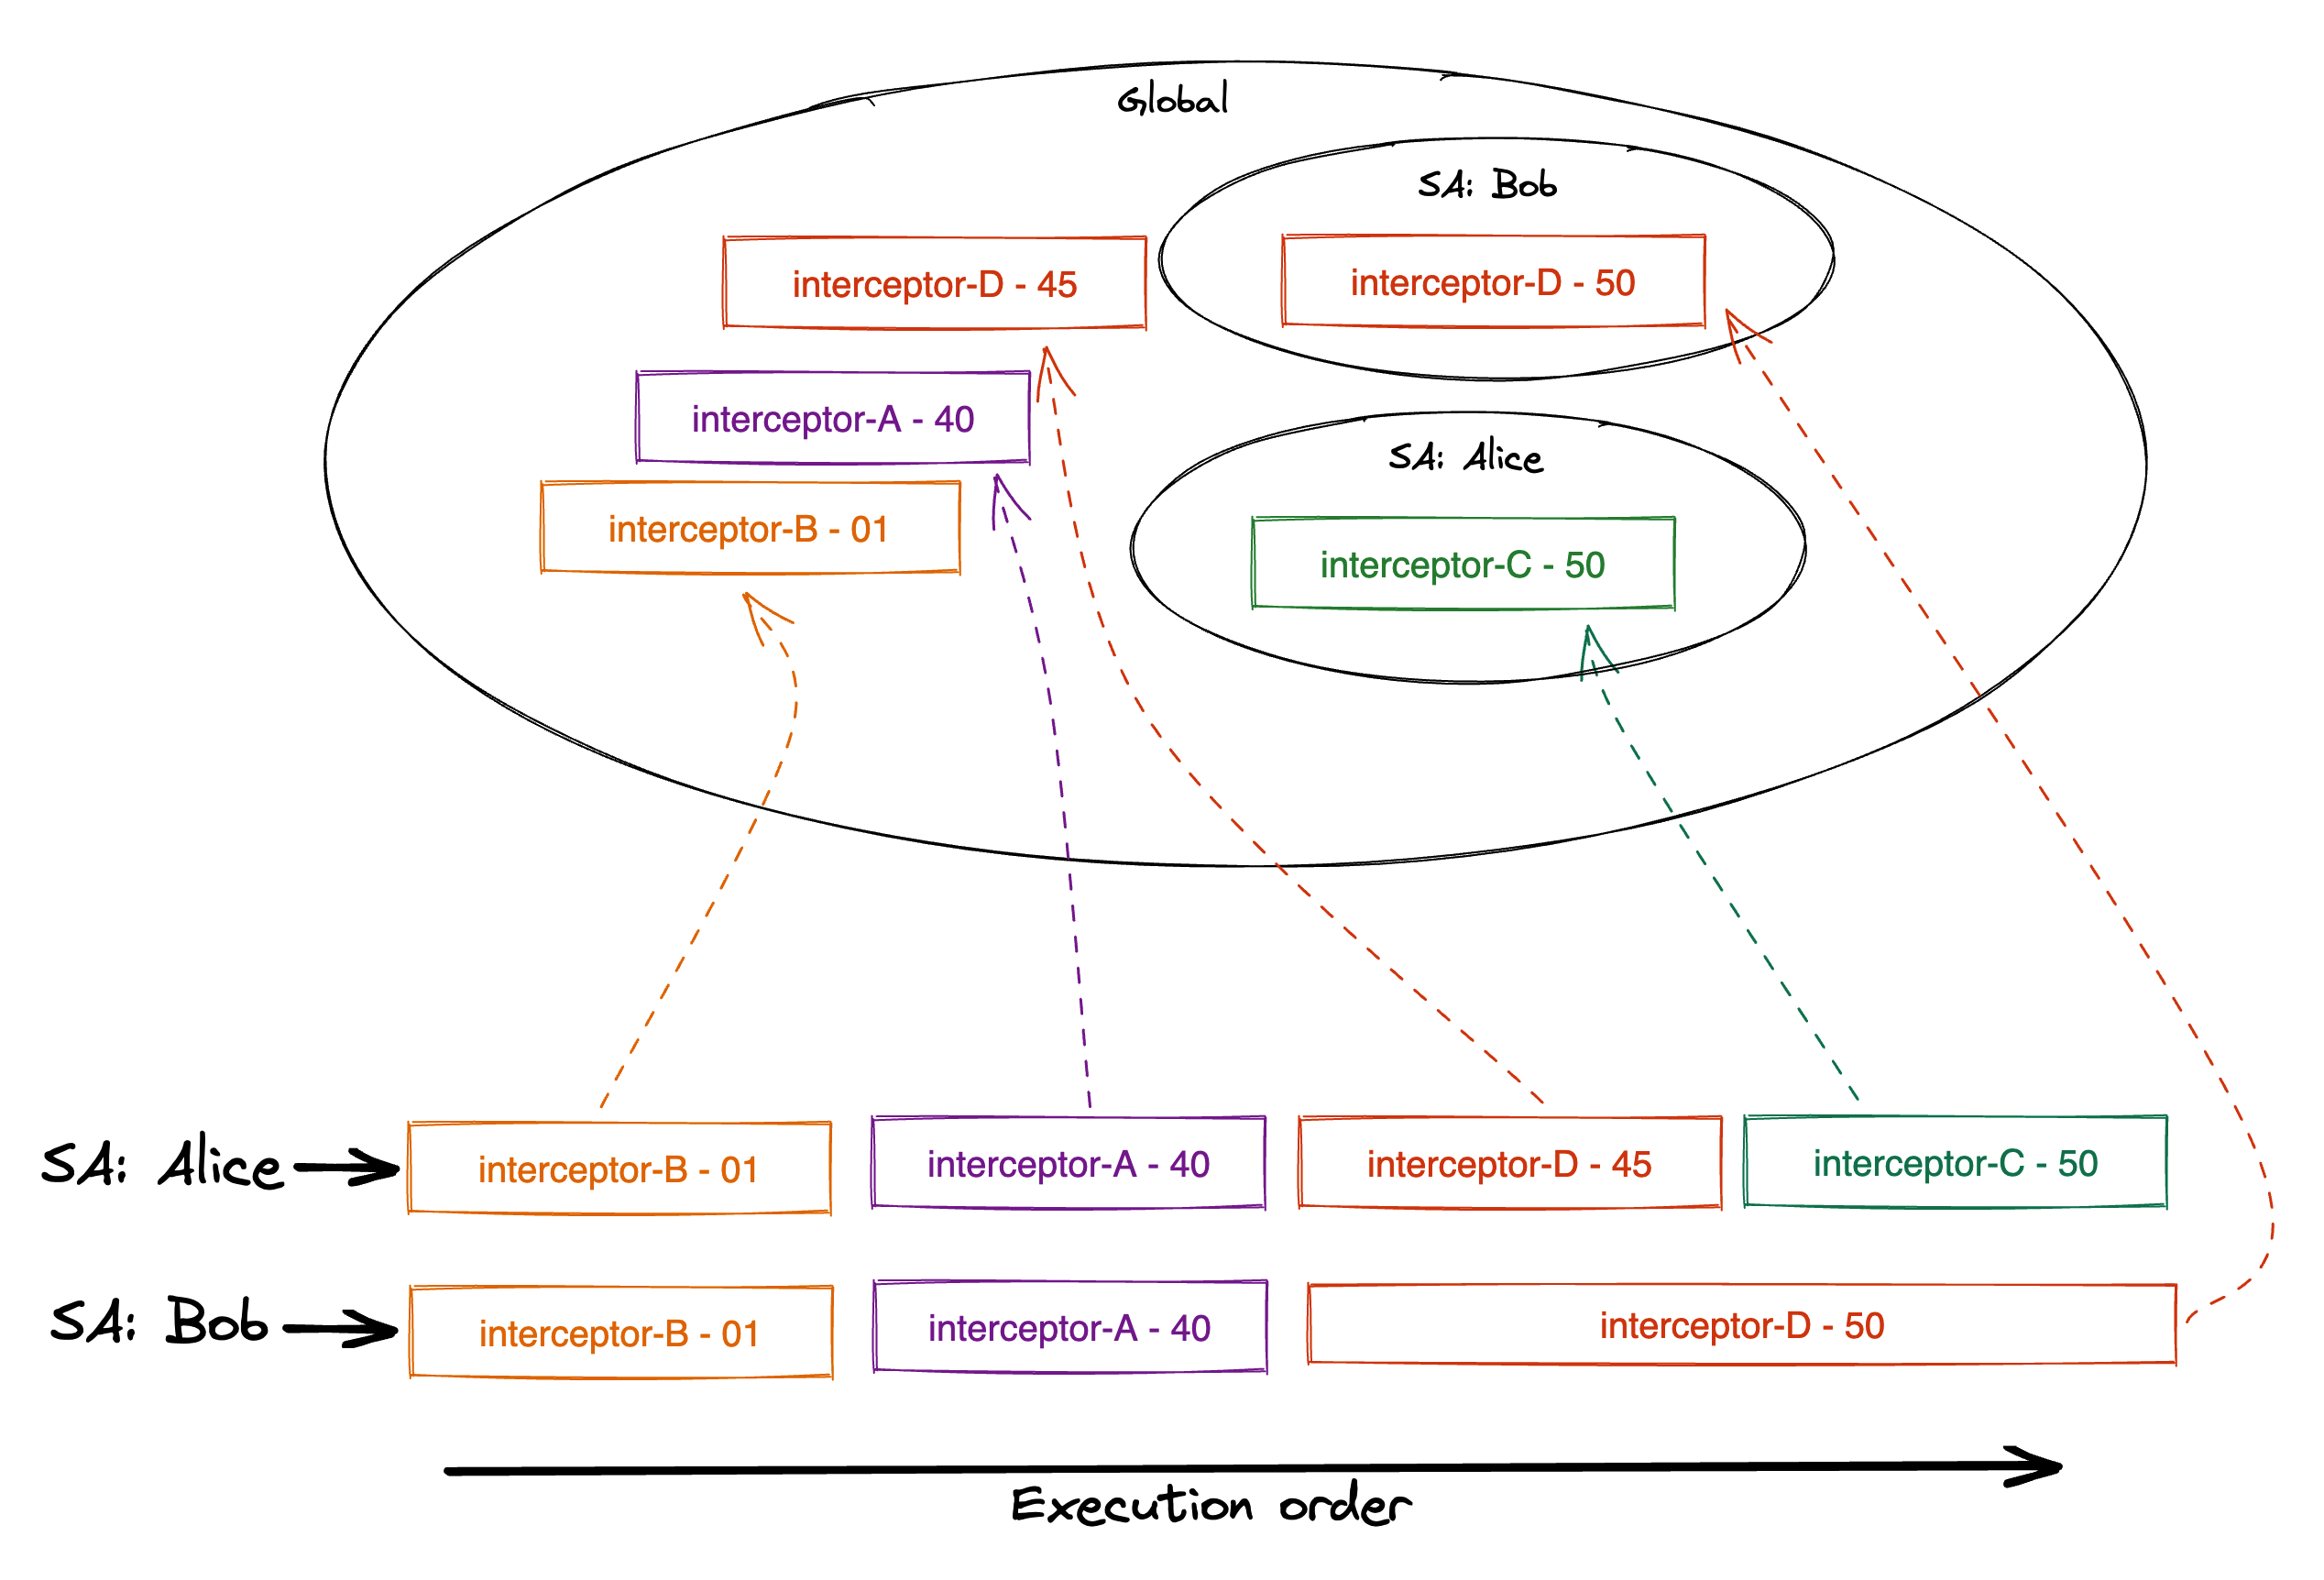 Global
SA: Bob
interceptor-D - 45
interceptor-D - 50
interceptor-A - 40
SA: Alice
interceptor-B - 01
interceptor-C - 50
SA: Alice
interceptor-B - 01
interceptor-A - 40
interceptor-D - 45
interceptor-C - 50
SA: Bob
interceptor-B - 01
interceptor-A - 40
interceptor-D - 50
Execution order